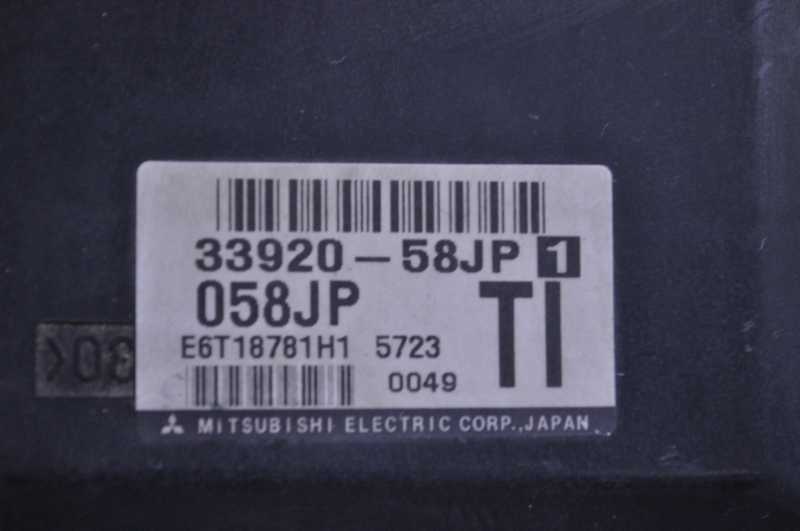 33920-58JP 1
058JP TI
E6T18781H1 5723
0049
MITSUBISHI ELECTRIC CORP., JAPAN